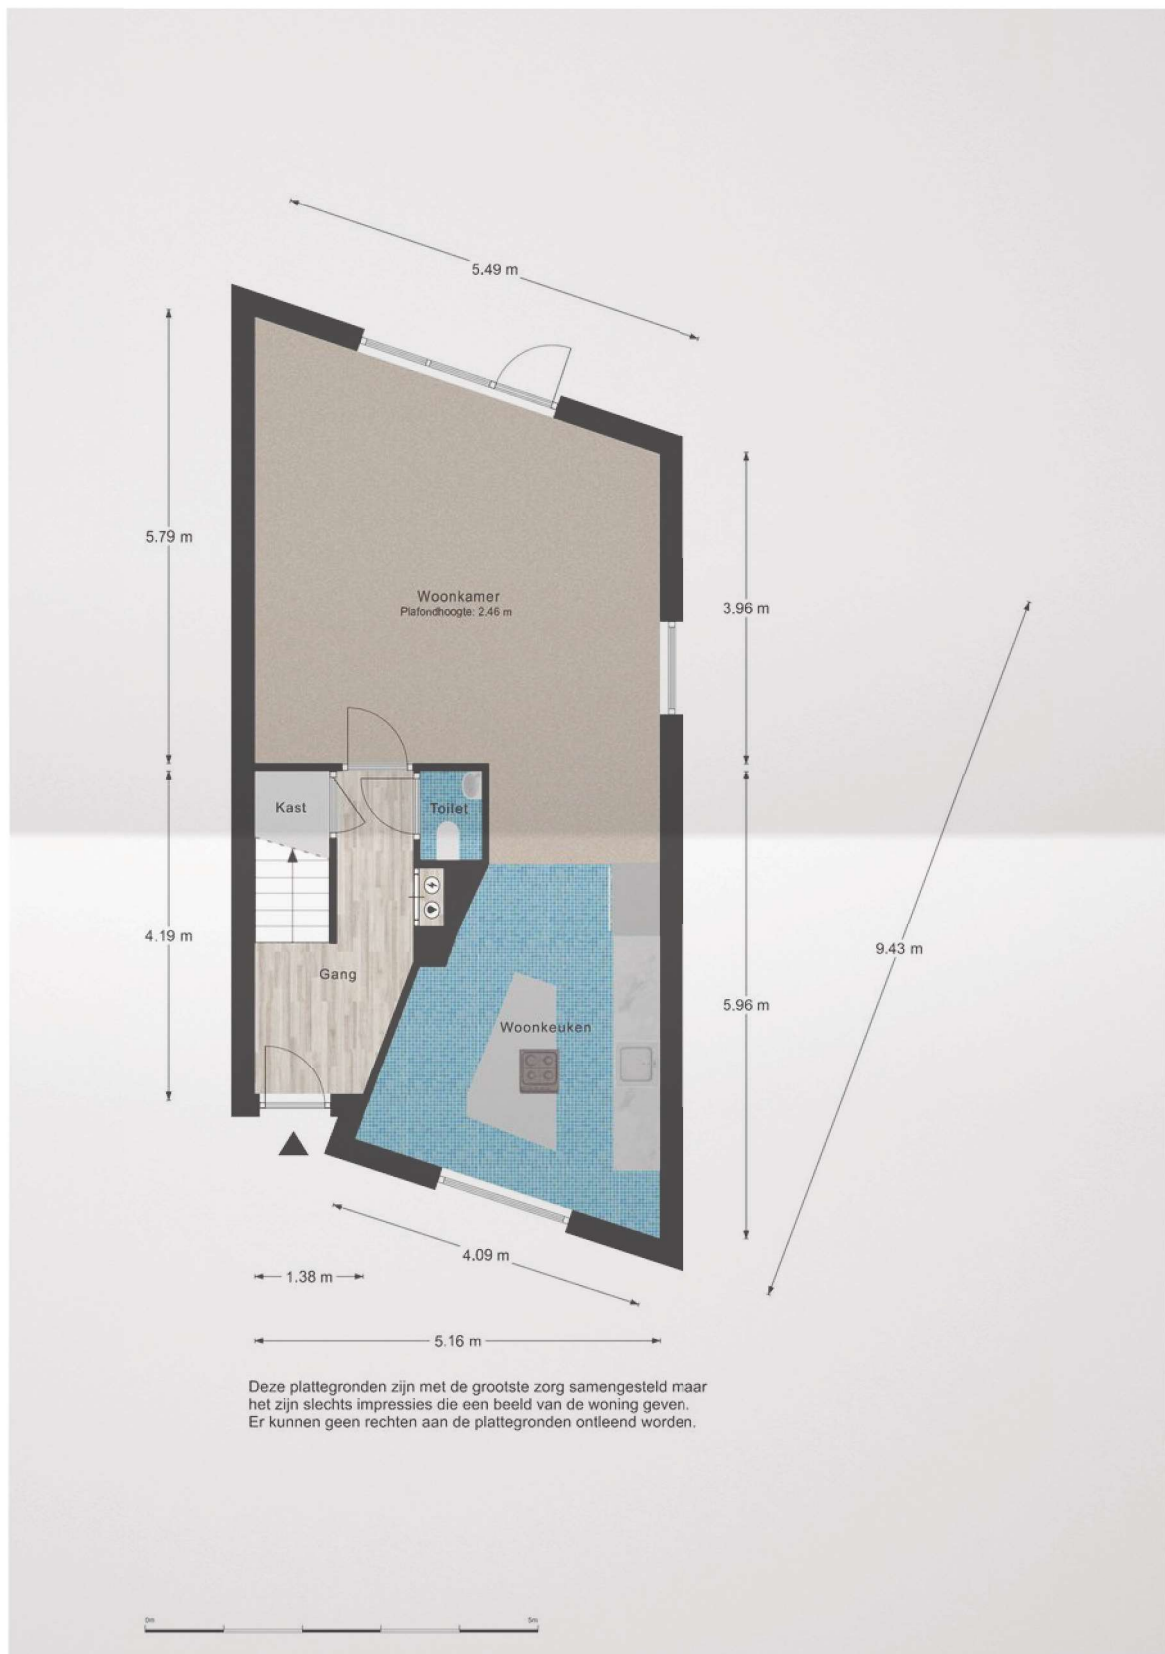 5.49 m
5.79 m
Woonkamer
Plafondhoogte: 2.46 m
3.96 m
Kast
Toilet
4.19 m
Gang
9.43 m
5.96 m
Woonkeuken
4.09 m
1.38 m
5.16 m
Deze plattegronden zijn met de grootste zorg samengesteld maar
het zijn slechts impressies die een beeld van de woning geven.
Er kunnen geen rechten aan de plattegronden ontleend worden.
0m
5m